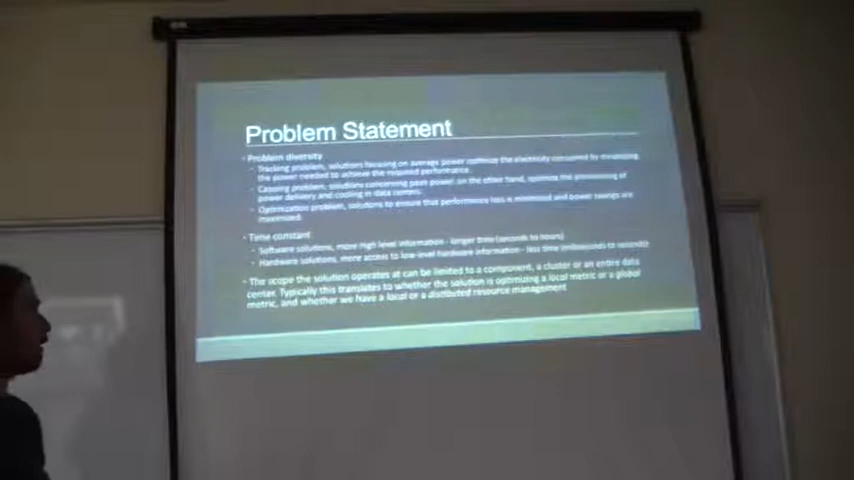 Problem Statement
Problem diversity
Tracking problem, solutions focusing on average power optimize the electricity consumed by minimizing
the power needed to achieve the required performance.
Capping problem, solutions concerning peak power on the other hand, optimize the provisioning of
power delivery and cooling in data centers.
Optimization problem, solutions to ensure that performance loss is minimized and power savings are
maximized.
Time constant
Software solutions, more high level information - longer time (seconds to hours)
Hardware solutions, more access to low-level hardware information - less time (milliseconds to seconds)
The scope the solution operates at can be limited to a component, a cluster or an entire data
center. Typically this translates to whether the solution is optimizing a local metric or a global
metric, and whether we have a local or a distributed resource management